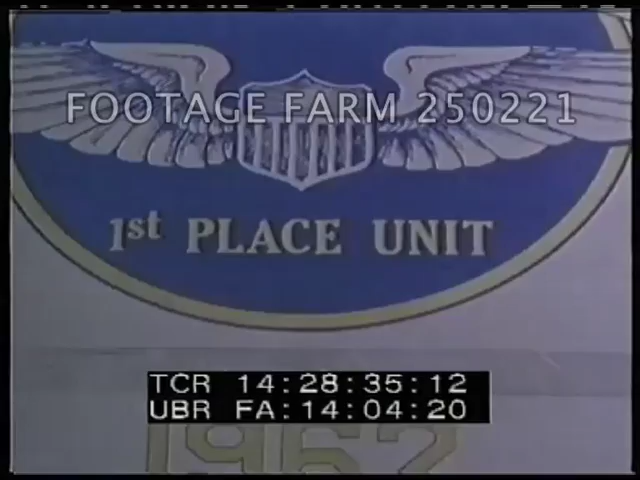 FOOTAGE FARM 250221
1st PLACE UNIT
TCR 14:28:35:12
UBR FA:14:04:20
1962